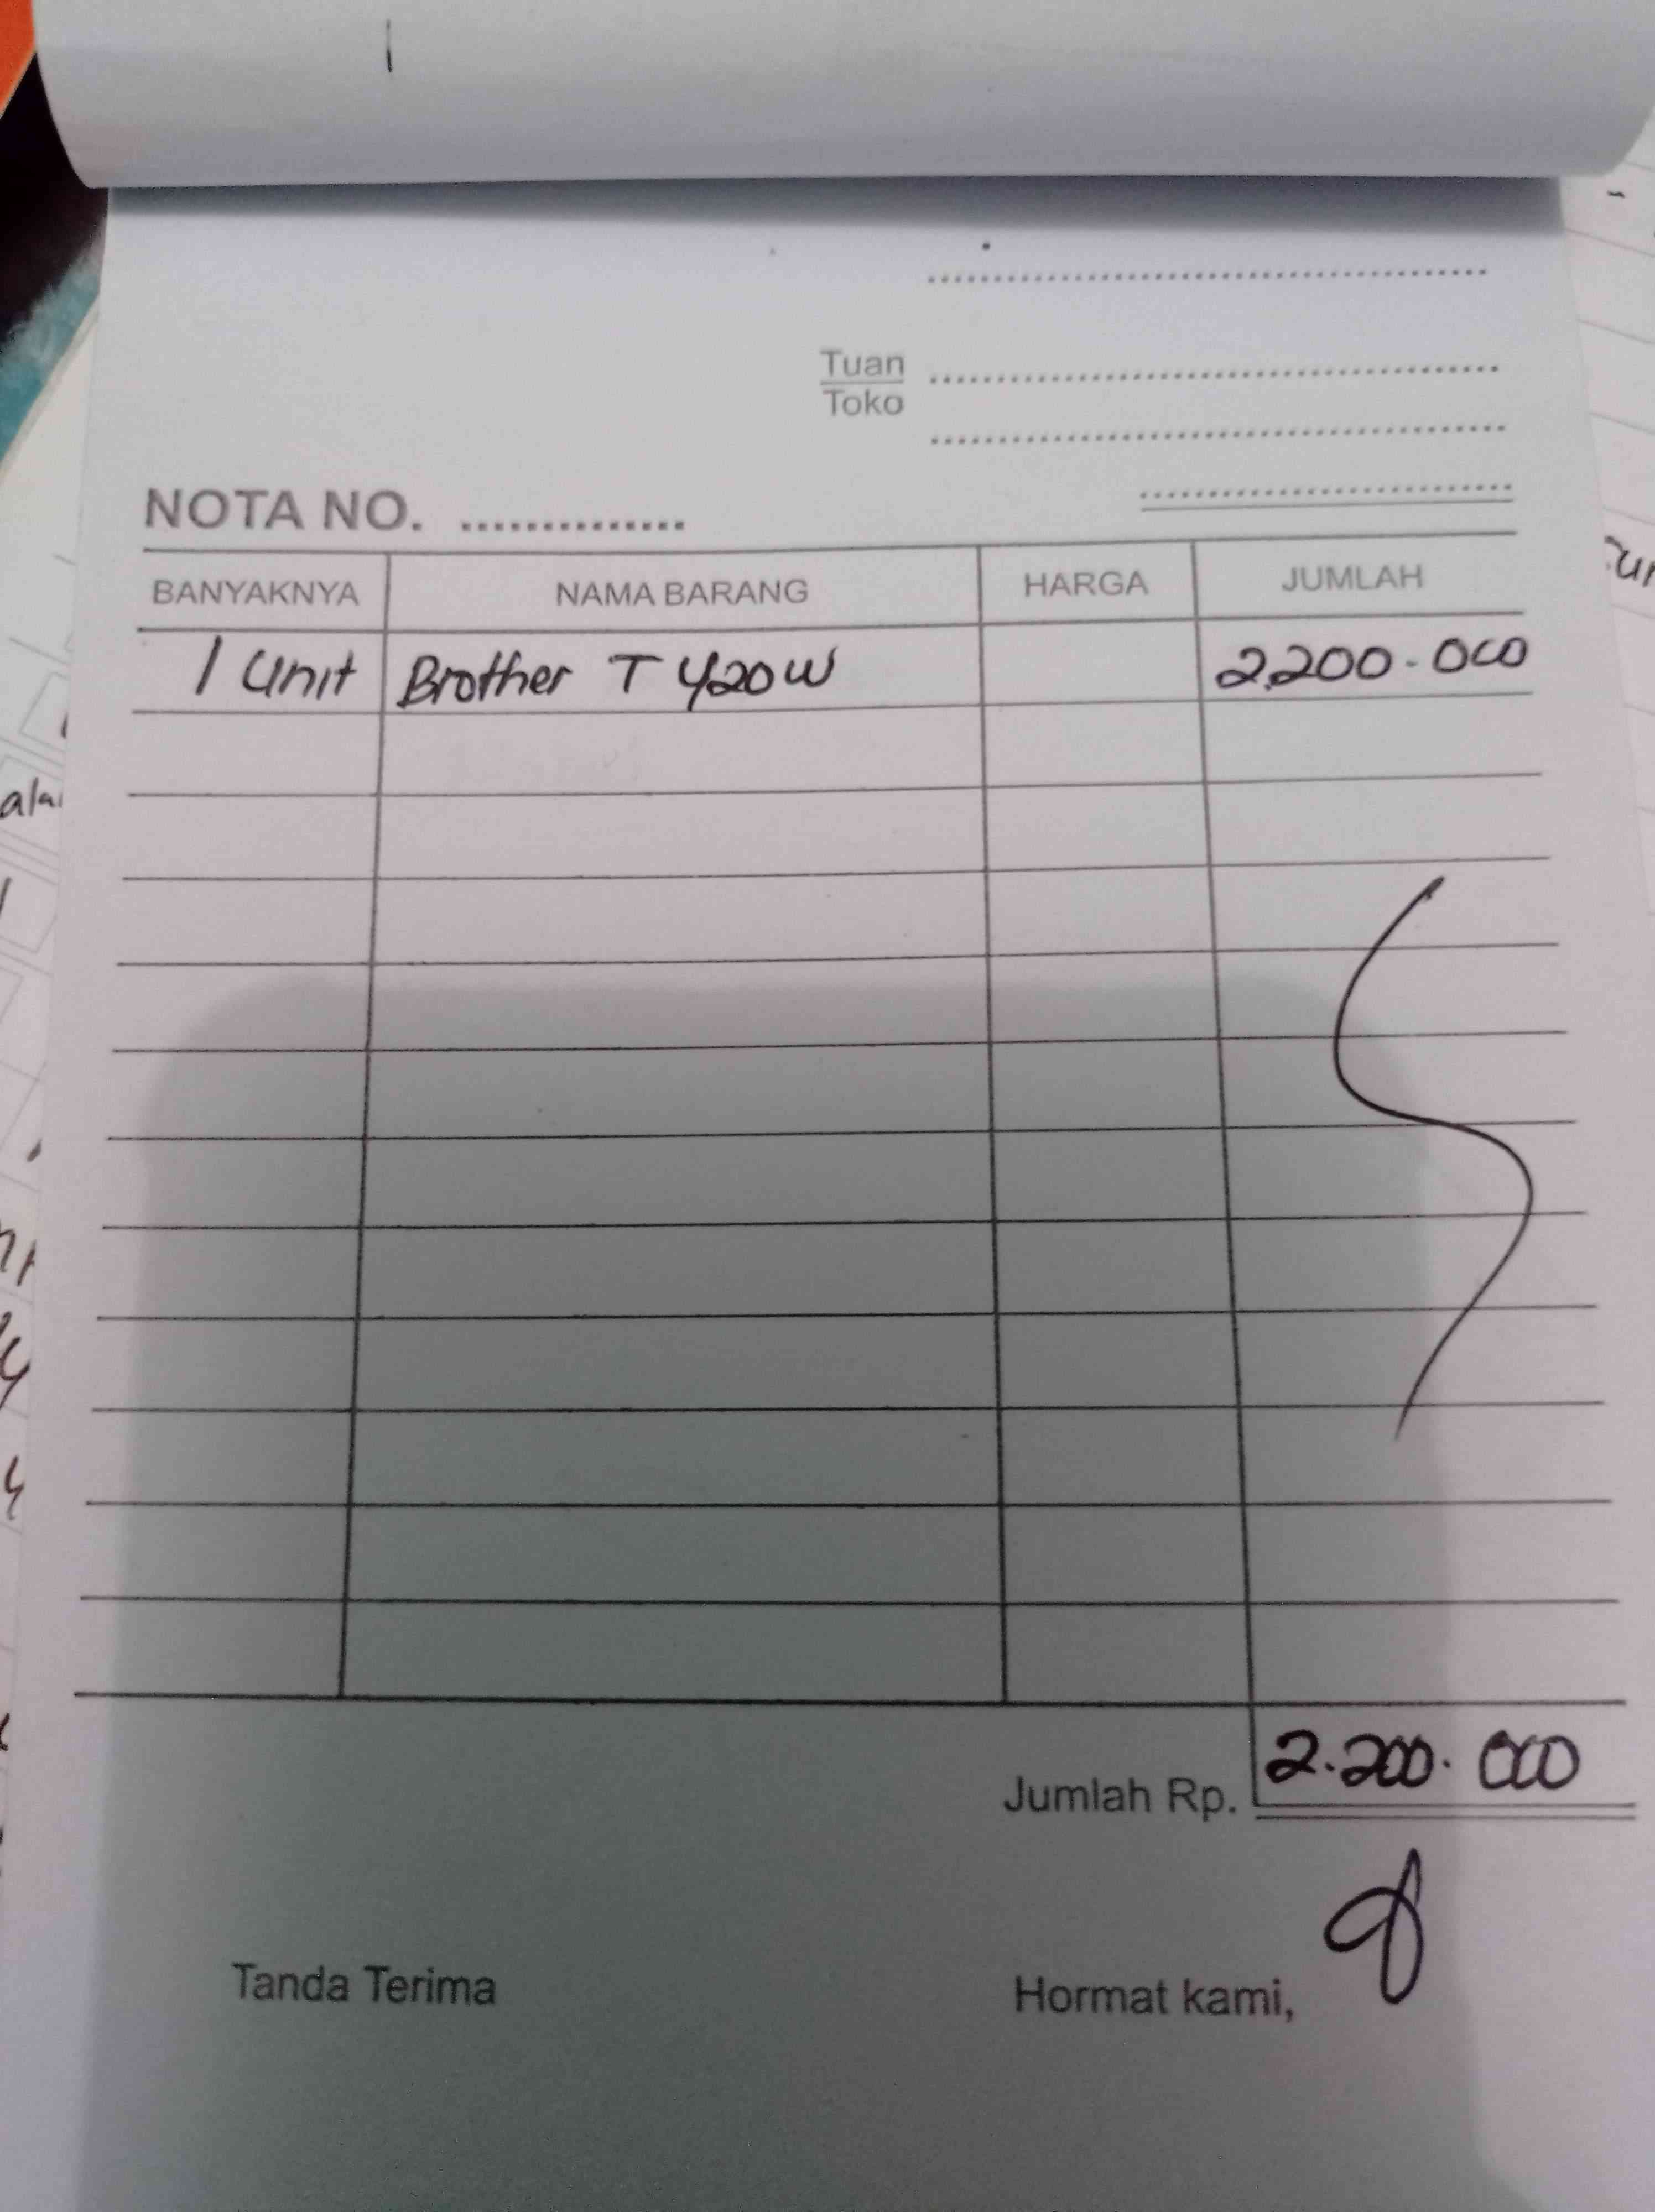 Tuan
Toko
NOTA NO. ..............
BANYAKNYA NAMA BARANG HARGA JUMLAH
1 Unit Brother T 420W 2.200.000
Jumlah Rp. 2.200.000
Tanda Terima Hormat kami,